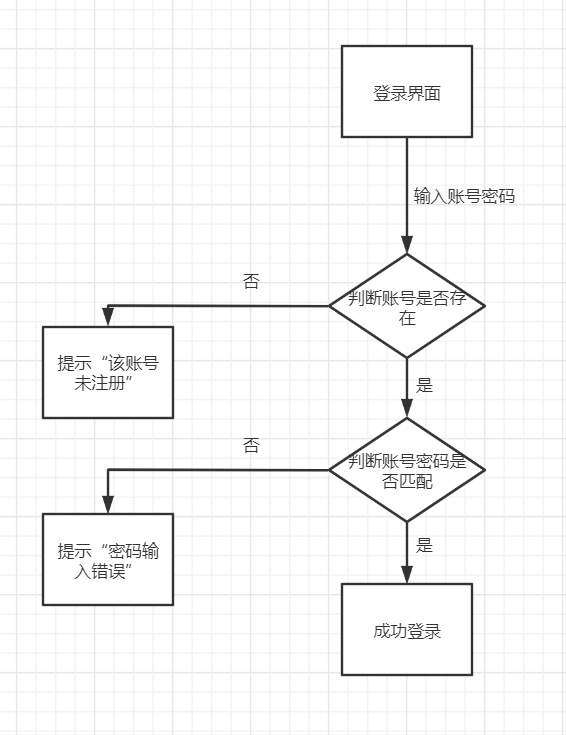 登录界面
输入账号密码
否
判断账号是否存
在
提示“该账号
未注册”
是
否
判断账号密码是
否匹配
提示“密码输
入错误”
是
成功登录